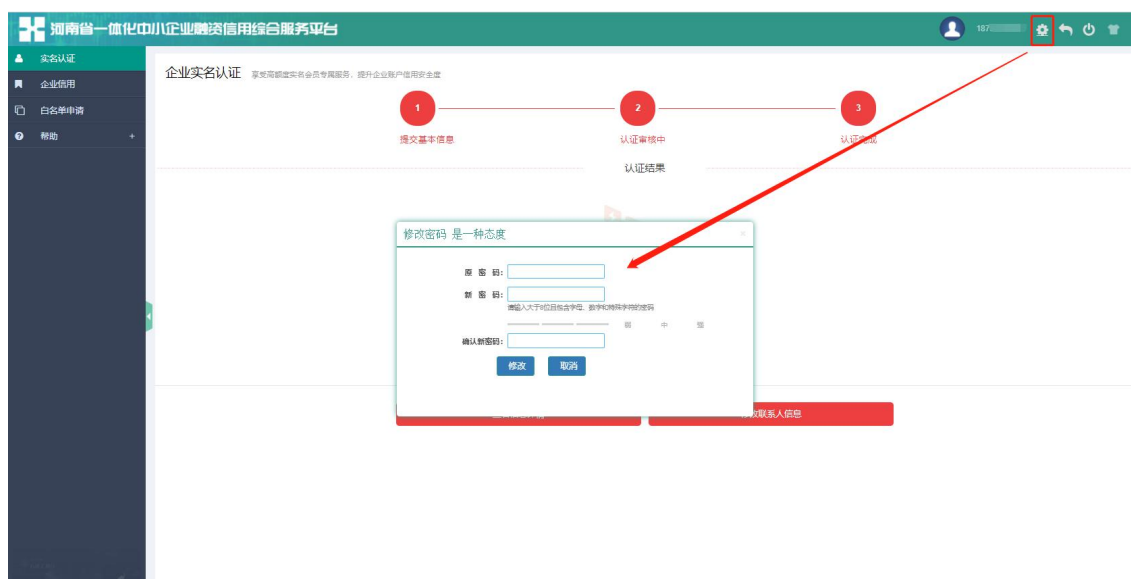 河南省一体化中小企业融资信用综合服务平台
187
实名认证
企业信用
白名单申请
帮助 +
企业实名认证 享受高额度实名会员专属服务，提升企业账户信用安全度
1 2 3
提交基本信息 认证审核中 认证完成
认证结果
修改密码 是一种态度 ×
原 密 码:
新 密 码:
请输入大于8位且包含字母、数字和特殊字符的密码
弱 中 强
确认新密码:
修改 取消
联系人信息